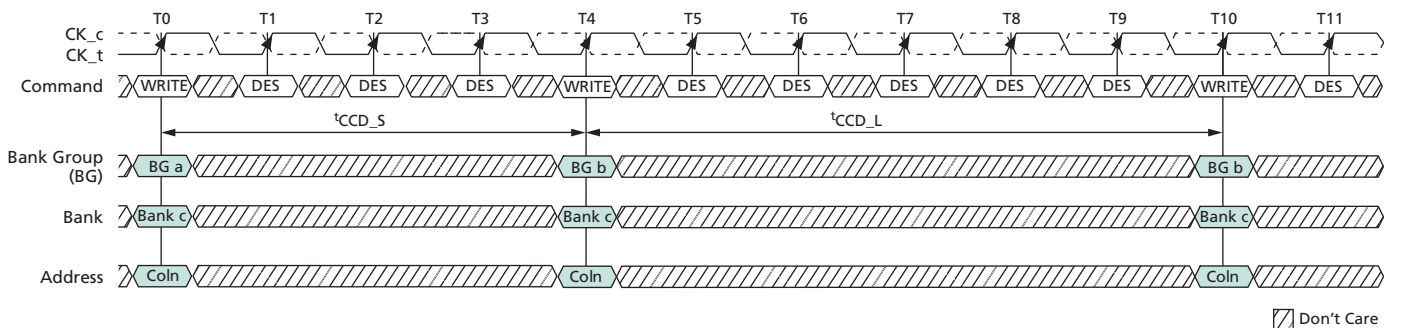 T0 T1 T2 T3 T4 T5 T6 T7 T8 T9 T10 T11
CK_c
CK_t
Command WRITE DES DES DES WRITE DES DES DES DES DES WRITE DES
tCCD_S tCCD_L
Bank Group
(BG) BG a BG b BG b
Bank Bank c Bank c Bank c
Address Coln Coln Coln
Don't Care